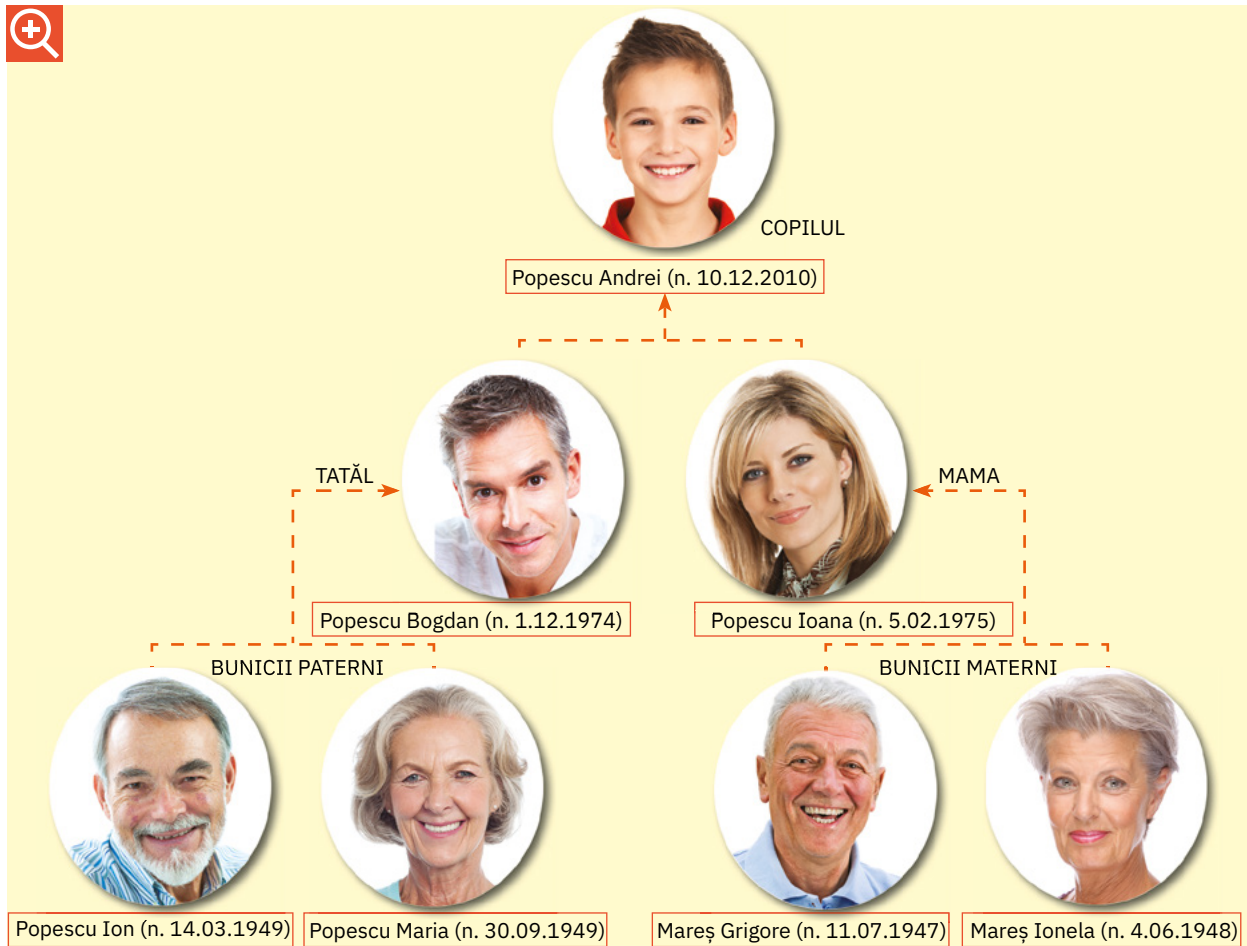 COPILUL
Popescu Andrei (n. 10.12.2010)
TATĂL
MAMA
Popescu Bogdan (n. 1.12.1974)
Popescu Ioana (n. 5.02.1975)
BUNICII PATERNI
BUNICII MATERNI
Popescu Ion (n. 14.03.1949)
Popescu Maria (n. 30.09.1949)
Mareș Grigore (n. 11.07.1947)
Mareș Ionela (n. 4.06.1948)